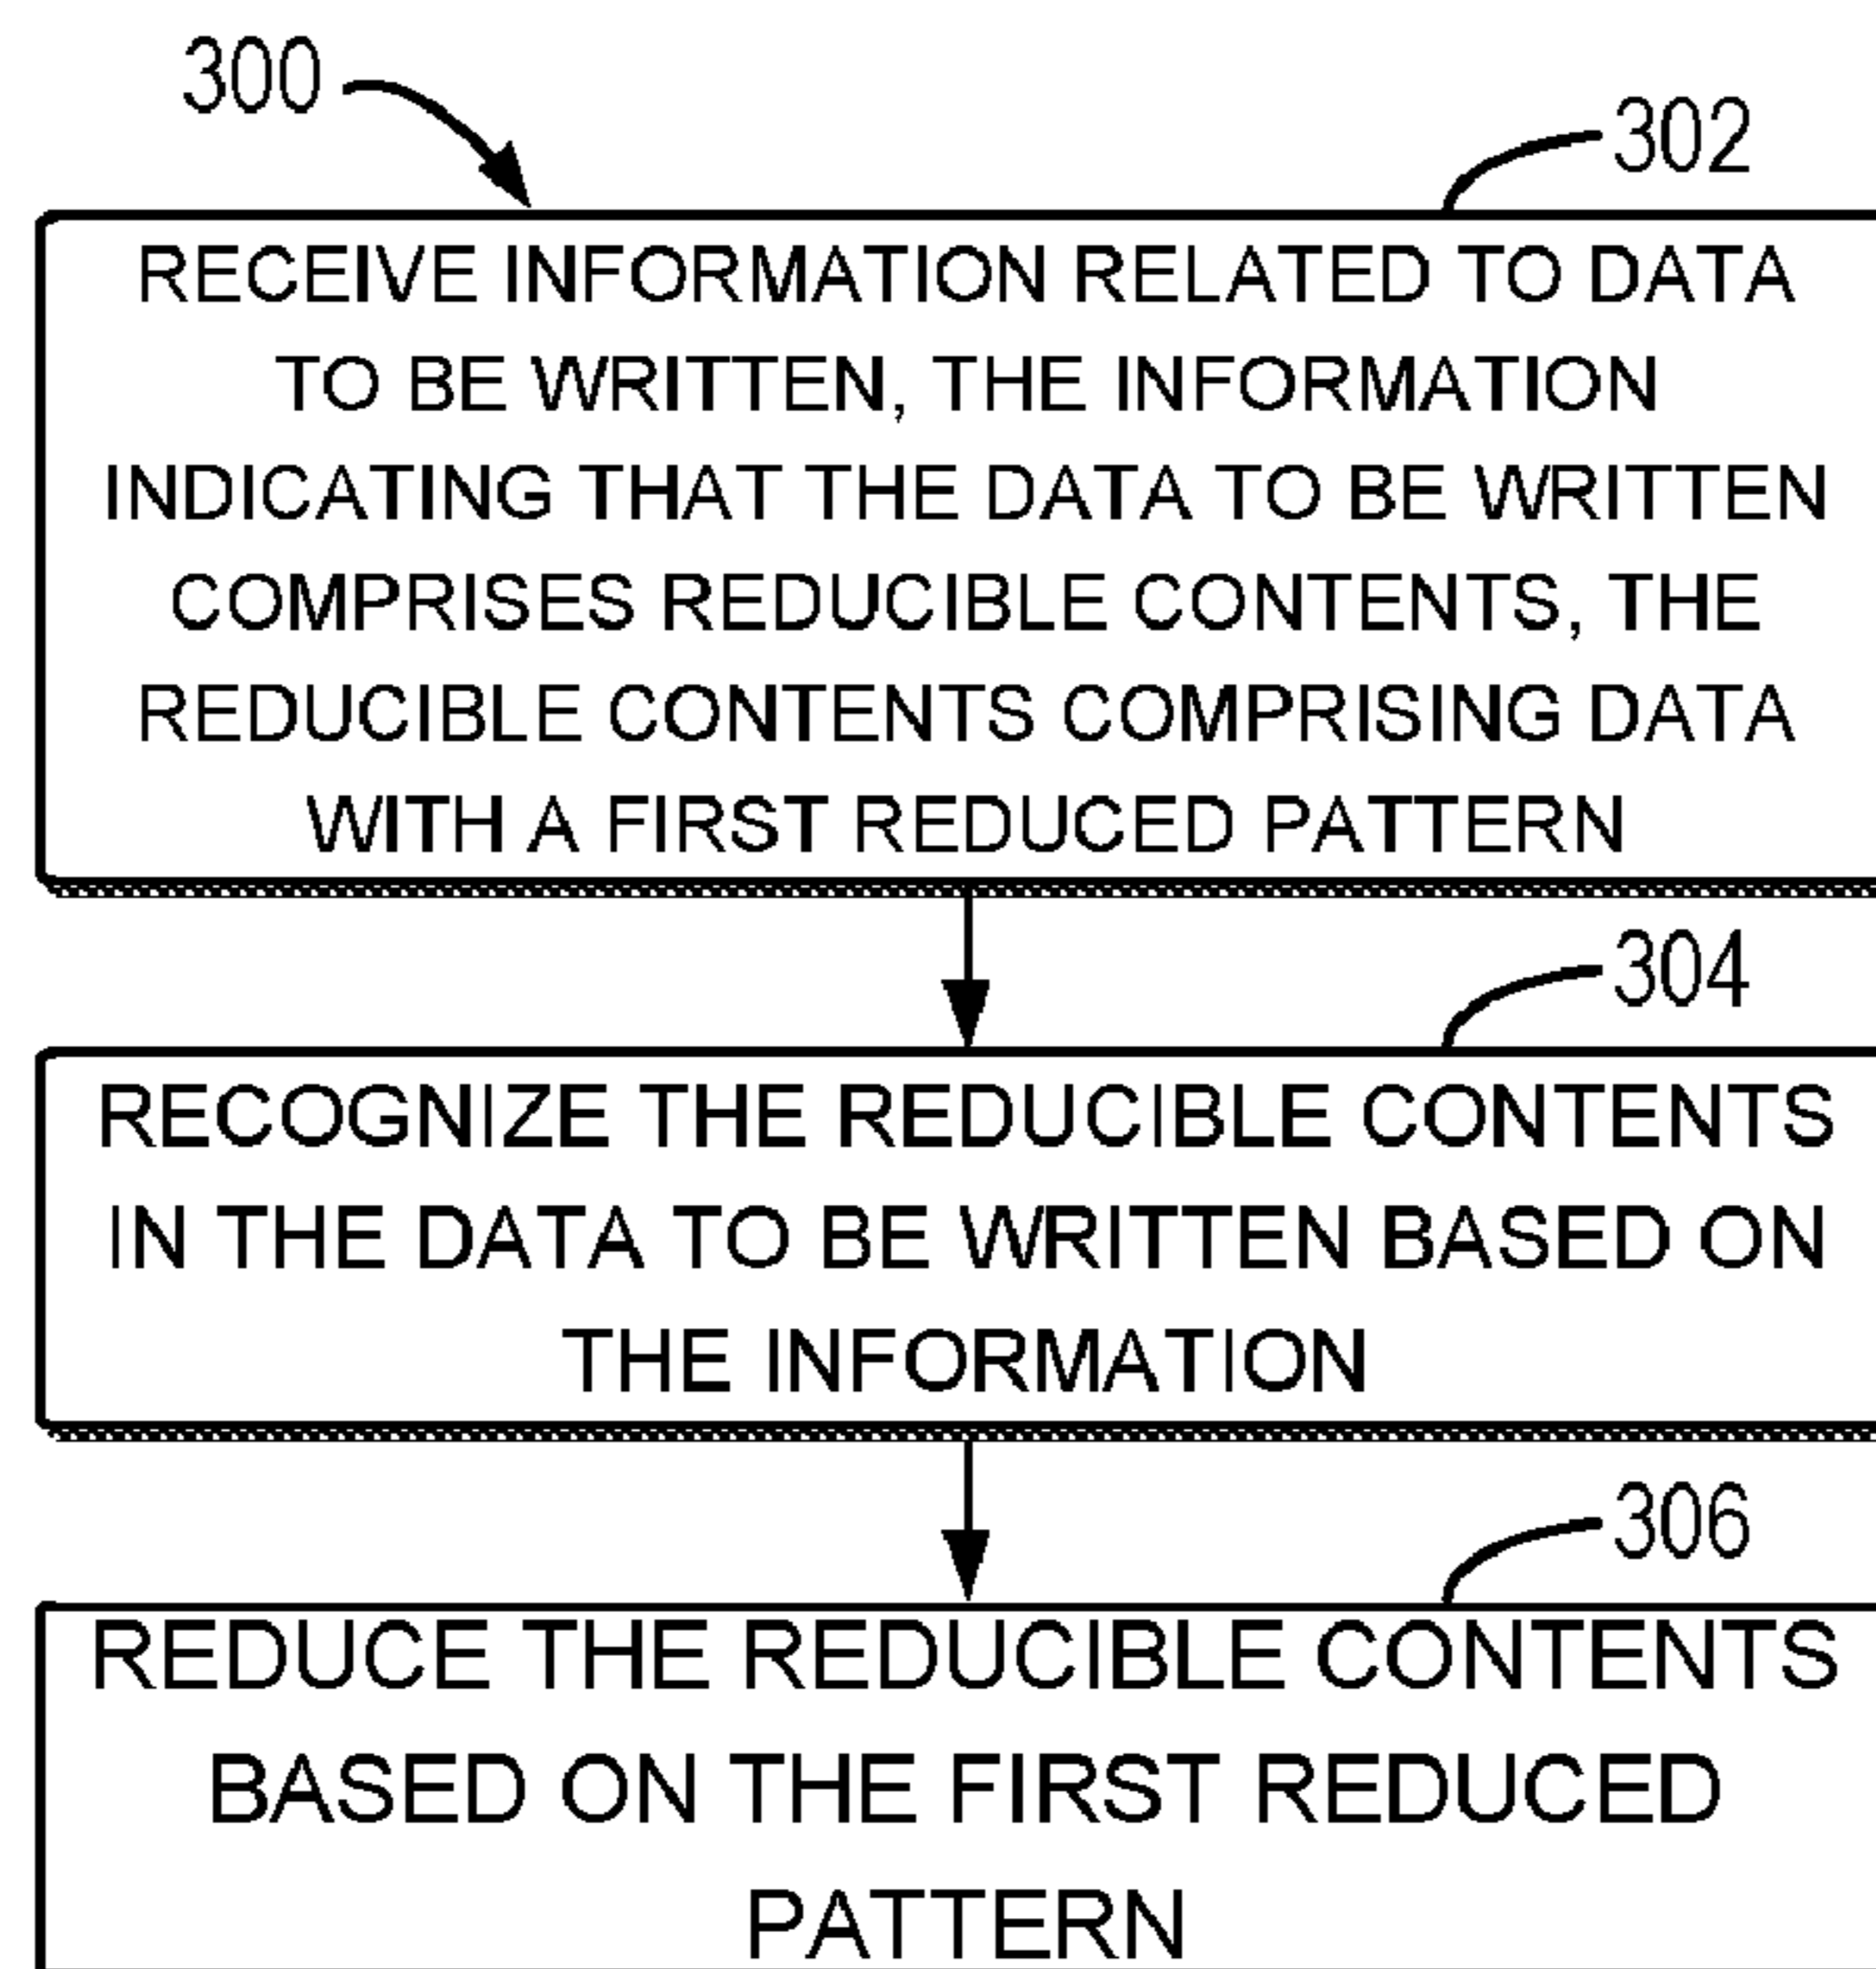 300
302
RECEIVE INFORMATION RELATED TO DATA
TO BE WRITTEN, THE INFORMATION
INDICATING THAT THE DATA TO BE WRITTEN
COMPRISES REDUCIBLE CONTENTS, THE
REDUCIBLE CONTENTS COMPRISING DATA
WITH A FIRST REDUCED PATTERN
304
RECOGNIZE THE REDUCIBLE CONTENTS
IN THE DATA TO BE WRITTEN BASED ON
THE INFORMATION
306
REDUCE THE REDUCIBLE CONTENTS
BASED ON THE FIRST REDUCED
PATTERN